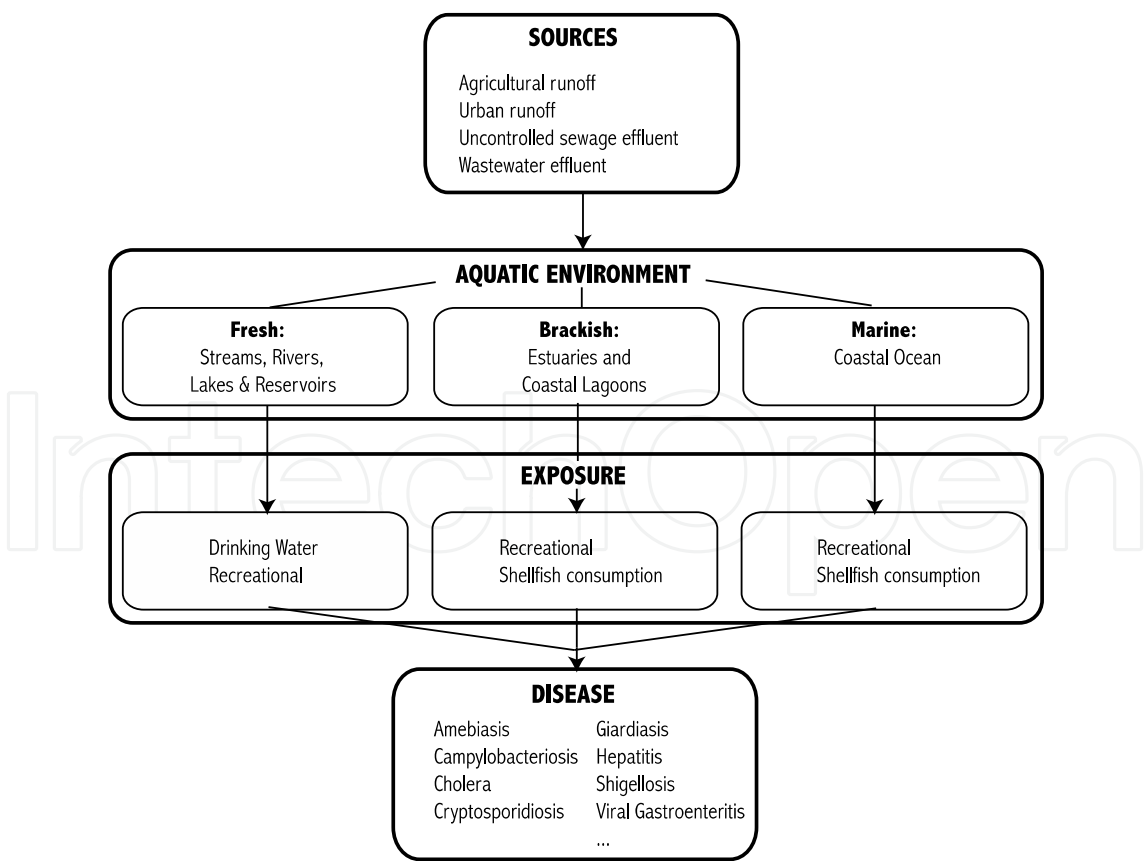 SOURCES
Agricultural runoff
Urban runoff
Uncontrolled sewage effluent
Wastewater effluent
AQUATIC ENVIRONMENT
Fresh:
Streams, Rivers,
Lakes & Reservoirs
Brackish:
Estuaries and
Coastal Lagoons
Marine:
Coastal Ocean
IntechOpen
EXPOSURE
Drinking Water
Recreational
Recreational
Shellfish consumption
Recreational
Shellfish consumption
DISEASE
Amebiasis
Campylobacteriosis
Cholera
Cryptosporidiosis
Giardiasis
Hepatitis
Shigellosis
Viral Gastroenteritis
...